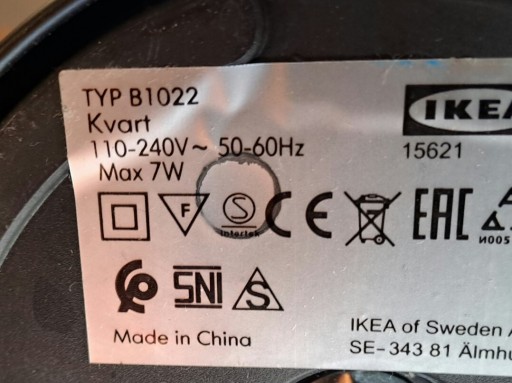 TYP B1022
Kvart
110-240V~ 50-60Hz
Max 7W
IKEA
15621
F
S
Intertek
CE
EAC
И005
SNI
S
Made in China
IKEA of Sweden A
SE-343 81 Älmhu